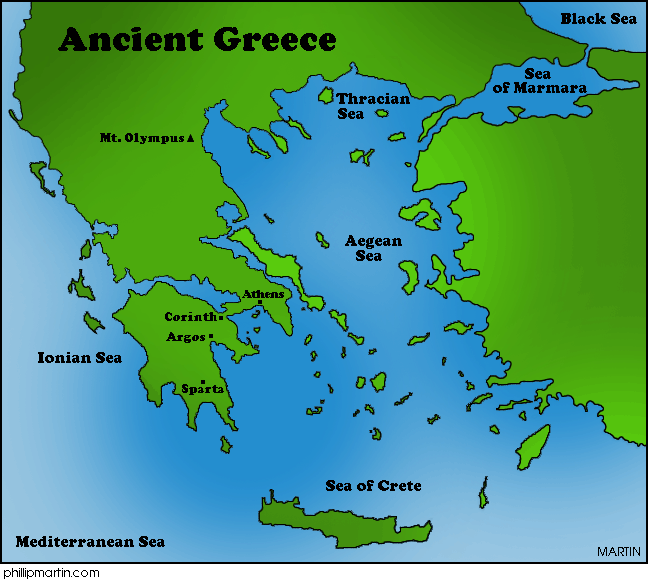 Black Sea
Ancient Greece
Sea
of Marmara
Thracian
Sea
Mt. Olympus
Aegean
Sea
Athens
Corinth
Argos
Ionian Sea
Sparta
Sea of Crete
Mediterranean Sea
MARTIN
phillipmartin.com